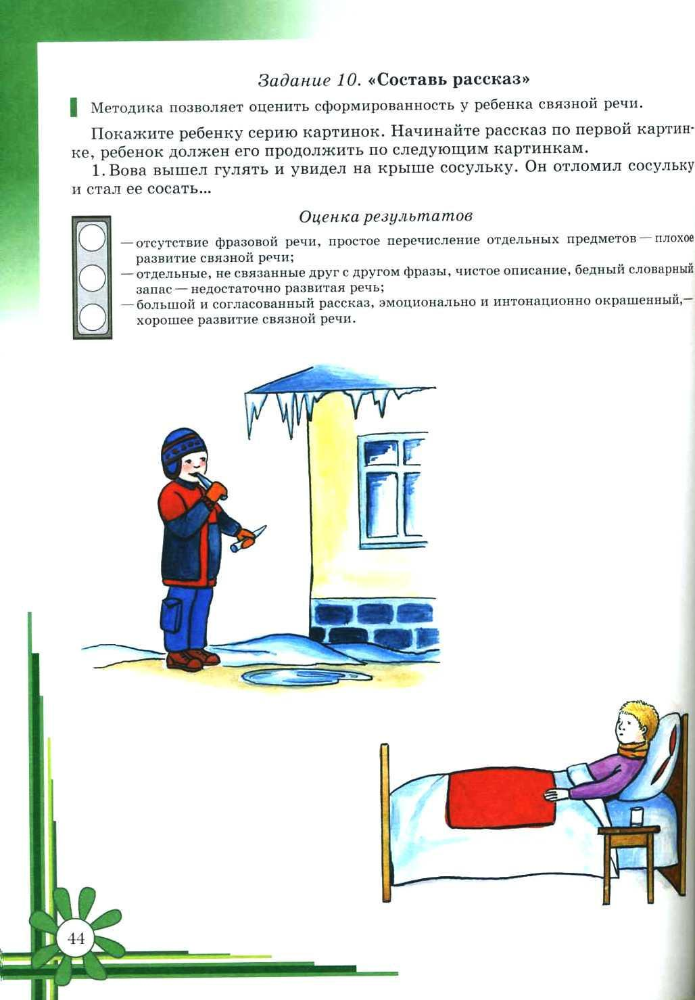 Задание 10. «Составь рассказ»
Методика позволяет оценить сформированность у ребенка связной речи.
Покажите ребенку серию картинок. Начинайте рассказ по первой картин-
ке, ребенок должен его продолжить по следующим картинкам.
1. Вова вышел гулять и увидел на крыше сосульку. Он отломил сосульку
и стал ее сосать...
Оценка результатов
— отсутствие фразовой речи, простое перечисление отдельных предметов — плохое
развитие связной речи;
— отдельные, не связанные друг с другом фразы, чистое описание, бедный словарный
запас — недостаточно развитая речь;
— большой и согласованный рассказ, эмоционально и интонационно окрашенный,—
хорошее развитие связной речи.
44